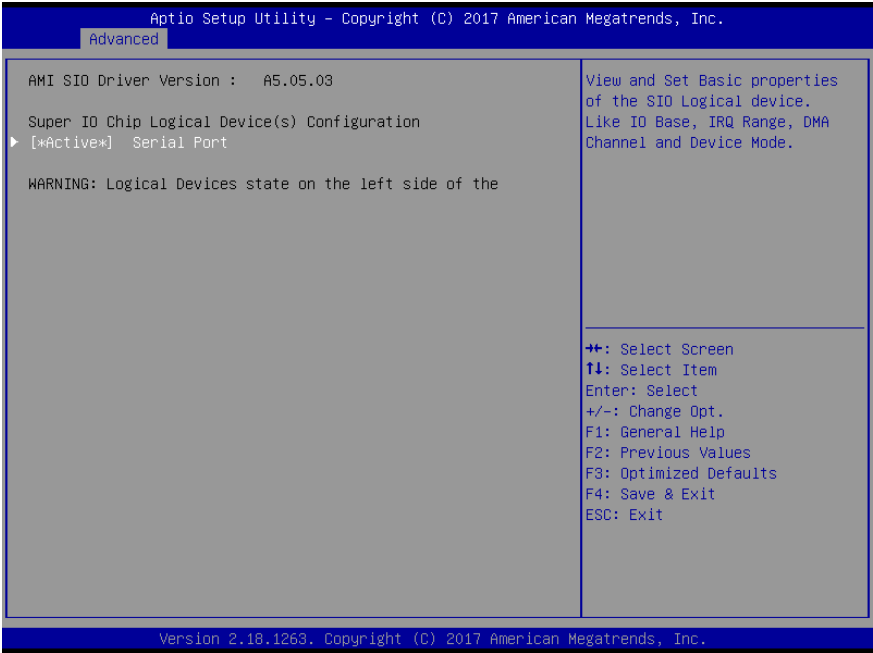 Aptio Setup Utility – Copyright (C) 2017 American Megatrends, Inc.
Advanced
AMI SIO Driver Version :   A5.05.03
Super IO Chip Logical Device(s) Configuration
[*Active*]  Serial Port
WARNING: Logical Devices state on the left side of the
View and Set Basic properties
of the SIO Logical device.
Like IO Base, IRQ Range, DMA
Channel and Device Mode.
→←: Select Screen
↑↓: Select Item
Enter: Select
+/-: Change Opt.
F1: General Help
F2: Previous Values
F3: Optimized Defaults
F4: Save & Exit
ESC: Exit
Version 2.18.1263. Copyright (C) 2017 American Megatrends, Inc.